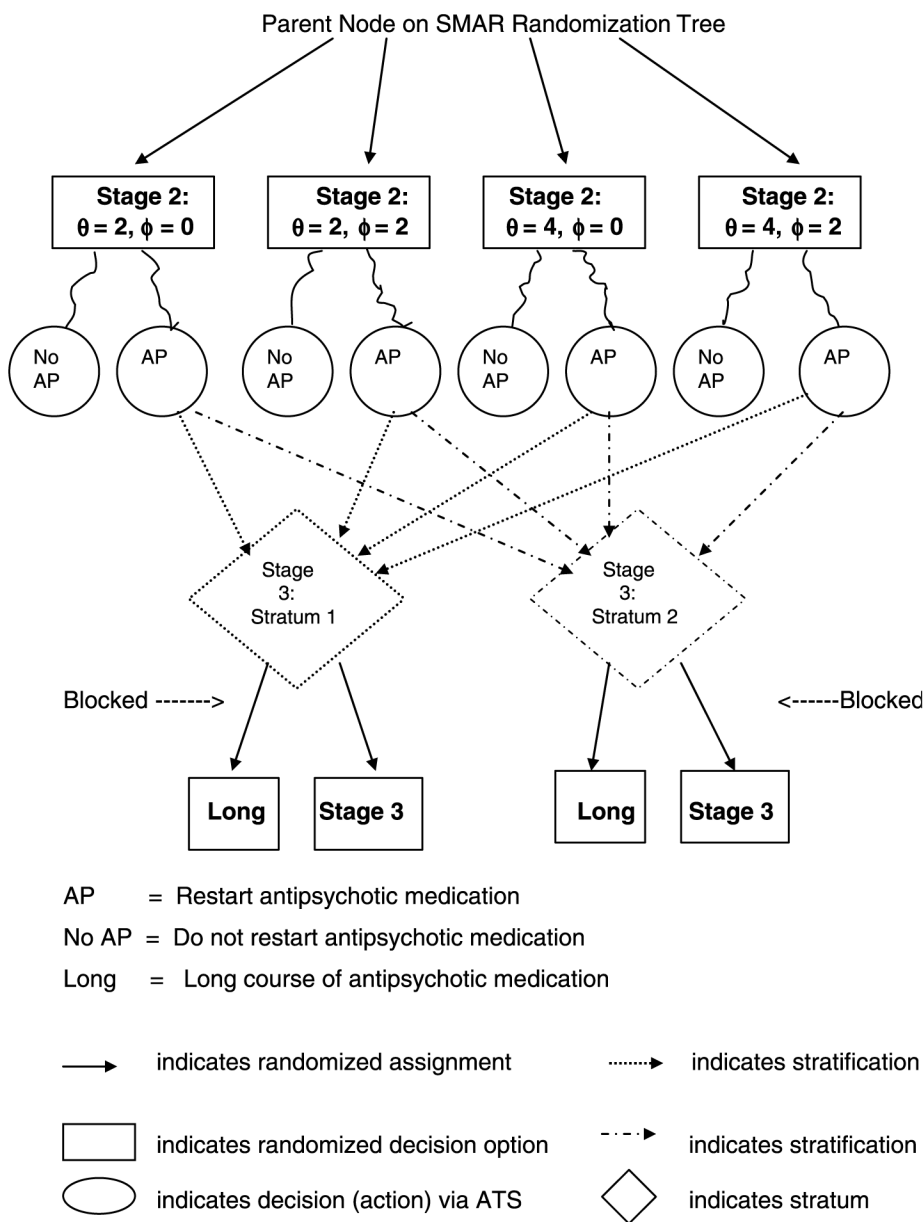 Parent Node on SMAR Randomization Tree
Stage 2:
θ = 2, ϕ = 0
Stage 2:
θ = 2, ϕ = 2
Stage 2:
θ = 4, ϕ = 0
Stage 2:
θ = 4, ϕ = 2
No
AP
AP
No
AP
AP
No
AP
AP
No
AP
AP
Stage
3:
Stratum 1
Stage
3:
Stratum 2
Blocked ------->
<------Blocked
Long
Stage 3
Long
Stage 3
AP = Restart antipsychotic medication
No AP = Do not restart antipsychotic medication
Long = Long course of antipsychotic medication
indicates randomized assignment
indicates stratification
indicates randomized decision option
indicates stratification
indicates decision (action) via ATS
indicates stratum